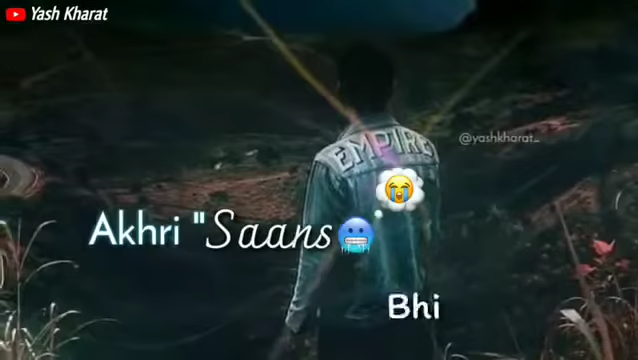 Yash Kharat
EMPIRE
@yashkharat_
Akhri "Saans
Bhi